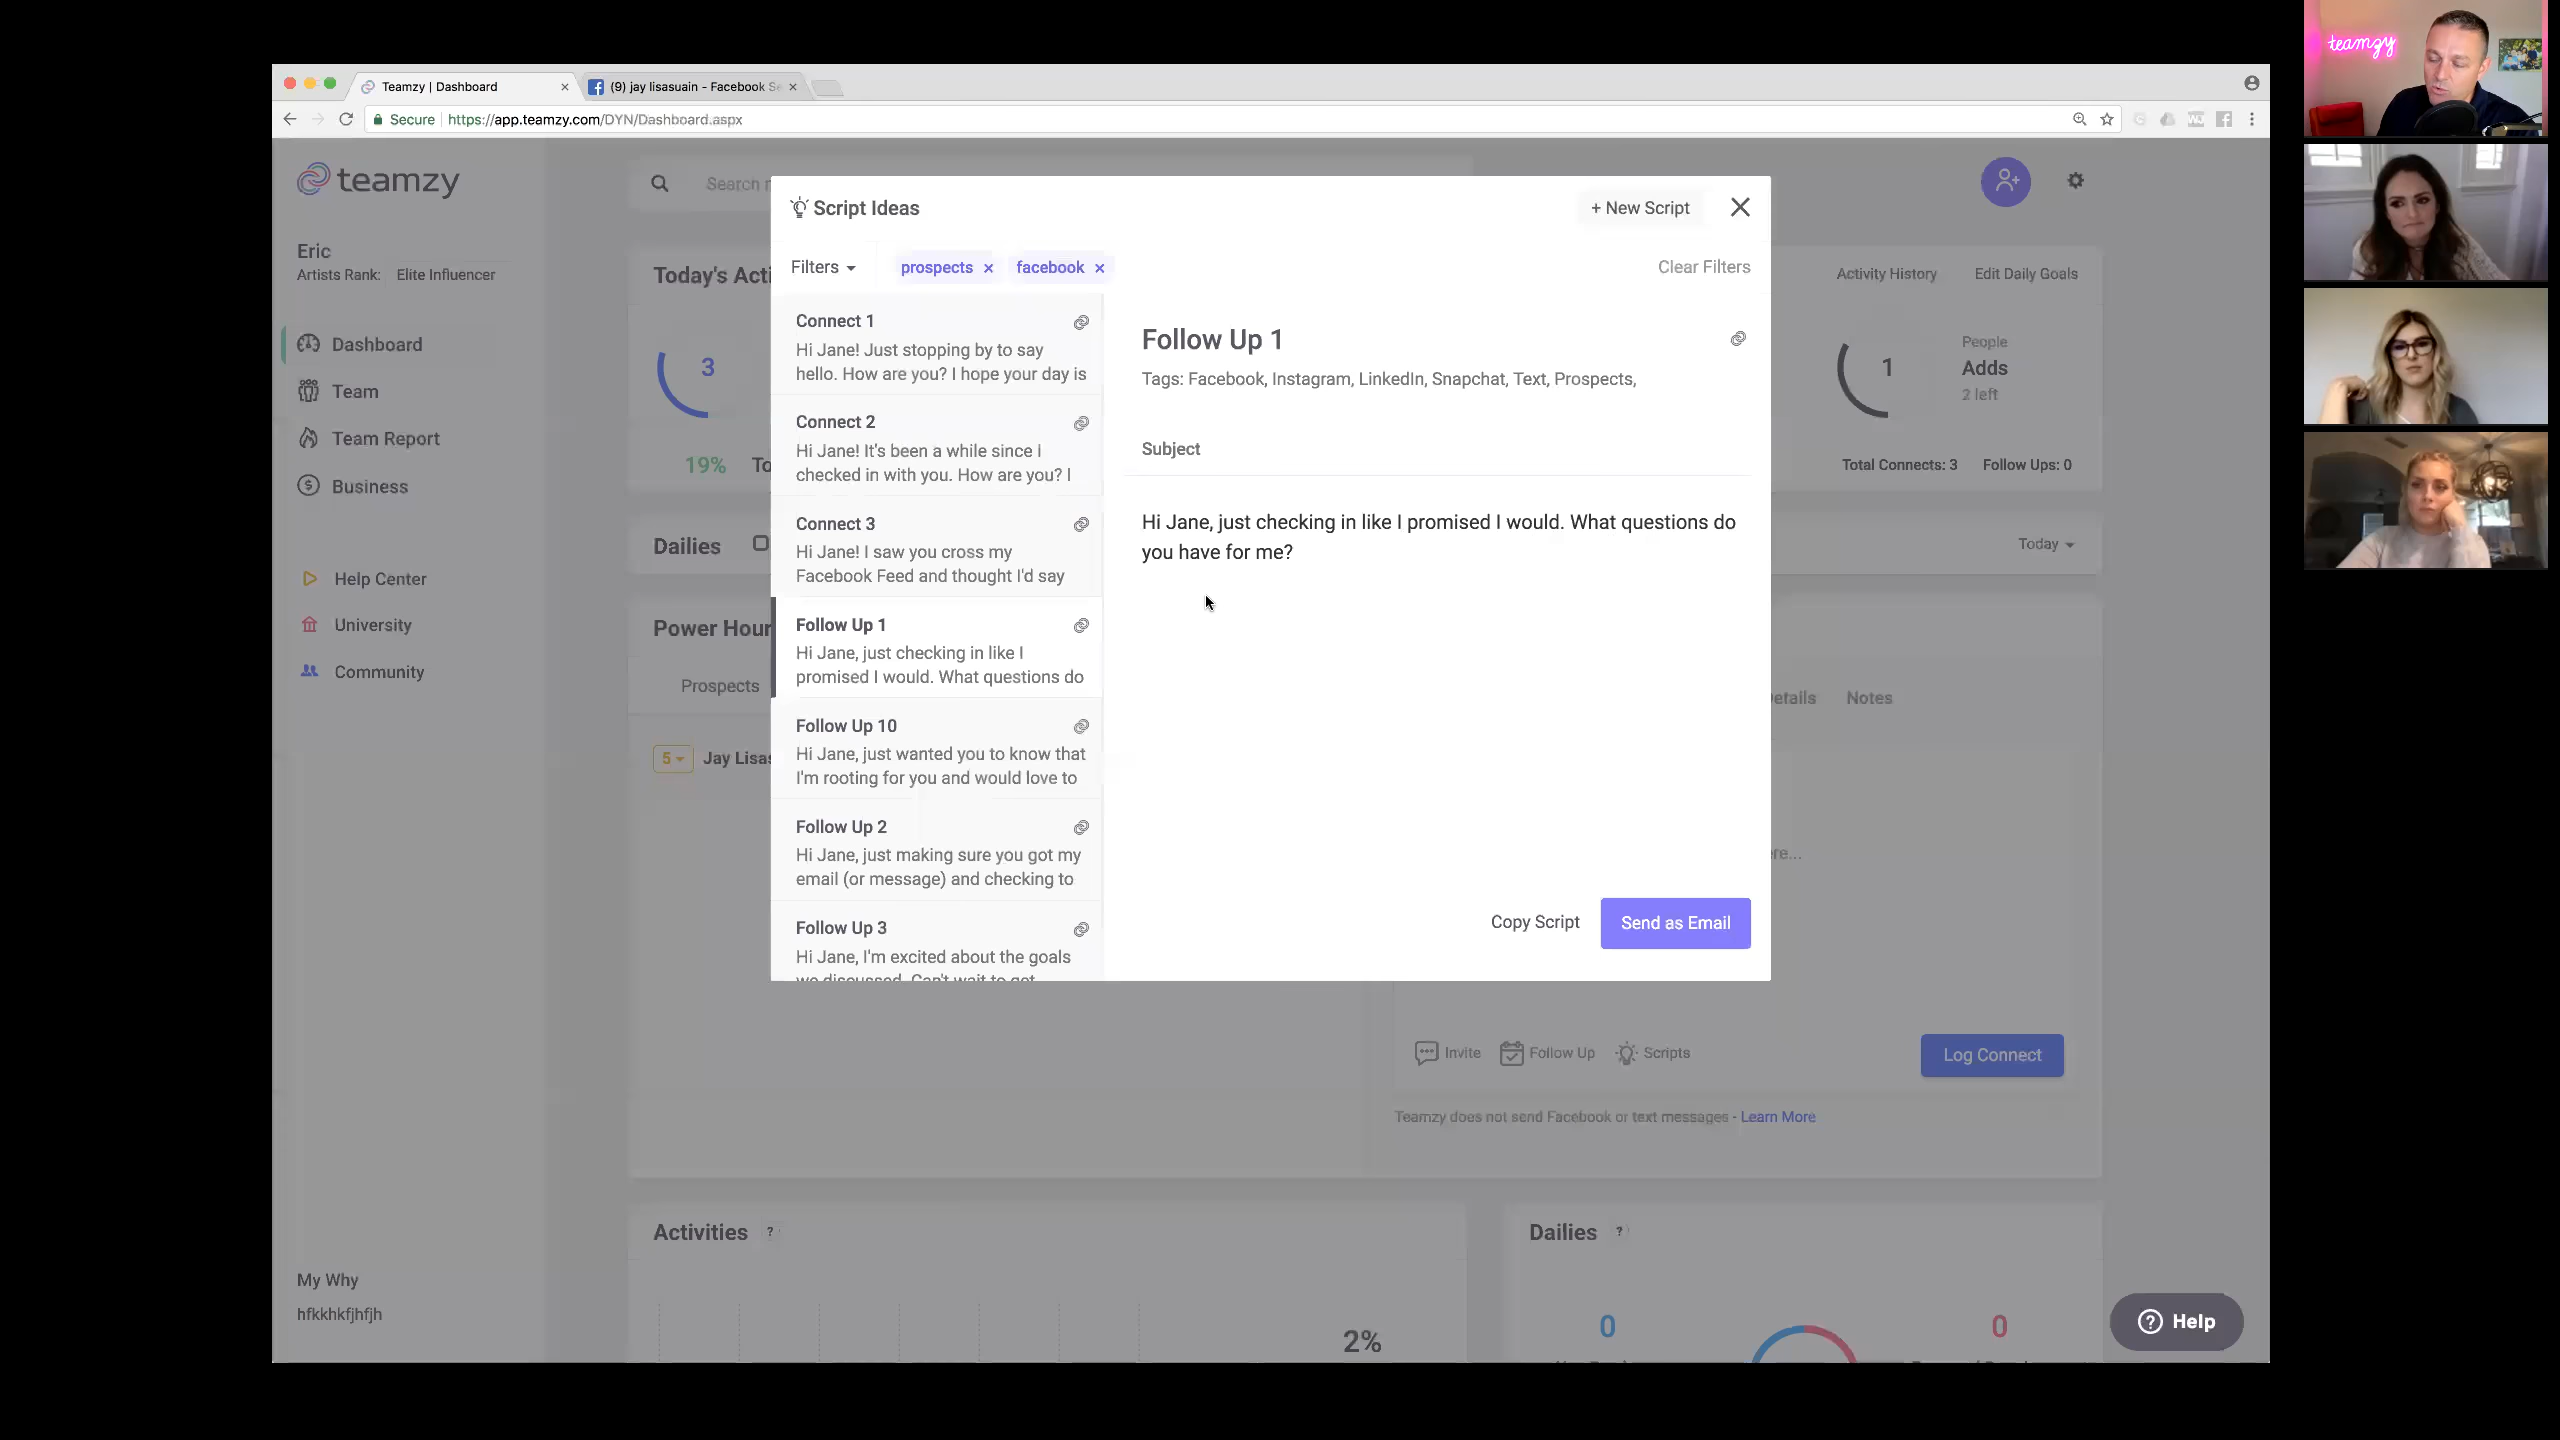 Teamzy | Dashboard
(9) jay lisasuain - Facebook Se
Secure
https://app.teamzy.com/DYN/Dashboard.aspx
teamzy
teamzy
Search
Script Ideas
+ New Script
Eric
Artists Rank: Elite Influencer
Filters
prospects
facebook
Clear Filters
Today's Acti
Activity History
Edit Daily Goals
Dashboard
Team
Team Report
Business
Help Center
University
Community
3
19%
Dailies
Power Hour
Prospects
5
Jay Lisas
Connect 1
Hi Jane! Just stopping by to say
hello. How are you? I hope your day is
Connect 2
Hi Jane! It's been a while since I
checked in with you. How are you? I
Connect 3
Hi Jane! I saw you cross my
Facebook Feed and thought I'd say
Follow Up 1
Hi Jane, just checking in like I
promised I would. What questions do
Follow Up 10
Hi Jane, just wanted you to know that
I'm rooting for you and would love to
Follow Up 2
Hi Jane, just making sure you got my
email (or message) and checking to
Follow Up 3
Hi Jane, I'm excited about the goals
we discussed. Can't wait to get
Follow Up 1
Tags: Facebook, Instagram, LinkedIn, Snapchat, Text, Prospects,
Subject
Hi Jane, just checking in like I promised I would. What questions do
you have for me?
Copy Script
Send as Email
1
People
Adds
2 left
Total Connects: 3
Follow Ups: 0
Today
Details
Notes
Invite
Follow Up
Scripts
Log Connect
Teamzy does not send Facebook or text messages - Learn More
Activities ?
Dailies ?
2%
0
0
My Why
hfkkhkfjhfjh
Help